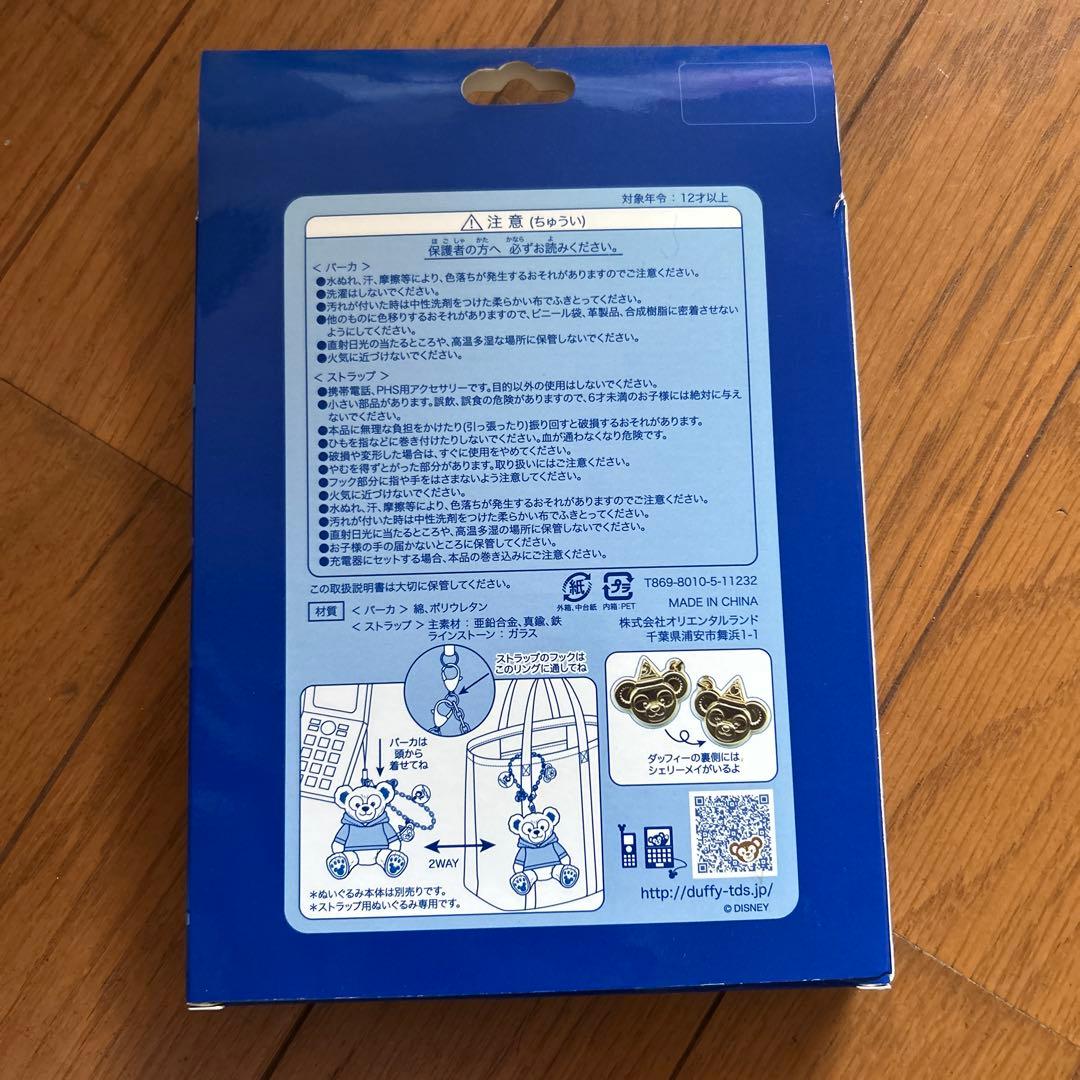 対象年令：12才以上
⚠注意(ちゅうい)
保護者の方へ 必ずお読みください。
ほごしゃ かた かなら よ
＜パーカ＞
●水ぬれ、汗、摩擦等により、色落ちが発生するおそれがありますのでご注意ください。
●洗濯はしないでください。
●汚れが付いた時は中性洗剤をつけた柔らかい布でふきとってください。
●他のものに色移りするおそれがありますので、ビニール袋、革製品、合成樹脂に密着させない
ようにしてください。
●直射日光の当たるところや、高温多湿な場所に保管しないでください。
●火気に近づけないでください。
＜ストラップ＞
●携帯電話、PHS用アクセサリーです。目的以外の使用はしないでください。
●小さい部品があります。誤飲、誤食の危険がありますので、6才未満のお子様には絶対に与え
ないでください。
●本品に無理な負担をかけたり(引っ張ったり)振り回すと破損するおそれがあります。
●ひもを指などに巻き付けたりしないでください。血が通わなくなり危険です。
●破損や変形した場合は、すぐに使用をやめてください。
●やむを得ずとがった部分があります。取り扱いにはご注意ください。
●フック部分に指や手をはさまないよう注意してください。
●火気に近づけないでください。
●水ぬれ、汗、摩擦等により、色落ちが発生するおそれがありますのでご注意ください。
●汚れが付いた時は中性洗剤をつけた柔らかい布でふきとってください。
●直射日光に当たるところや、高温多湿の場所に保管しないでください。
●お子様の手の届かないところに保管してください。
●充電器にセットする場合、本品の巻き込みにご注意ください。
この取扱説明書は大切に保管してください。
紙
外箱、中台紙
プラ
内箱：PET
T869-8010-5-11232
MADE IN CHINA
株式会社オリエンタルランド
千葉県浦安市舞浜1-1
材質
＜パーカ＞ 綿、ポリウレタン
＜ストラップ＞ 主素材：亜鉛合金、真鍮、鉄
ラインストーン：ガラス
ストラップのフックは
このリングに通してね
パーカは
頭から
着せてね
2WAY
＊ぬいぐるみ本体は別売りです。
＊ストラップ用ぬいぐるみ専用です。
ダッフィーの裏側には、
シェリーメイがいるよ
http://duffy-tds.jp/
© DISNEY